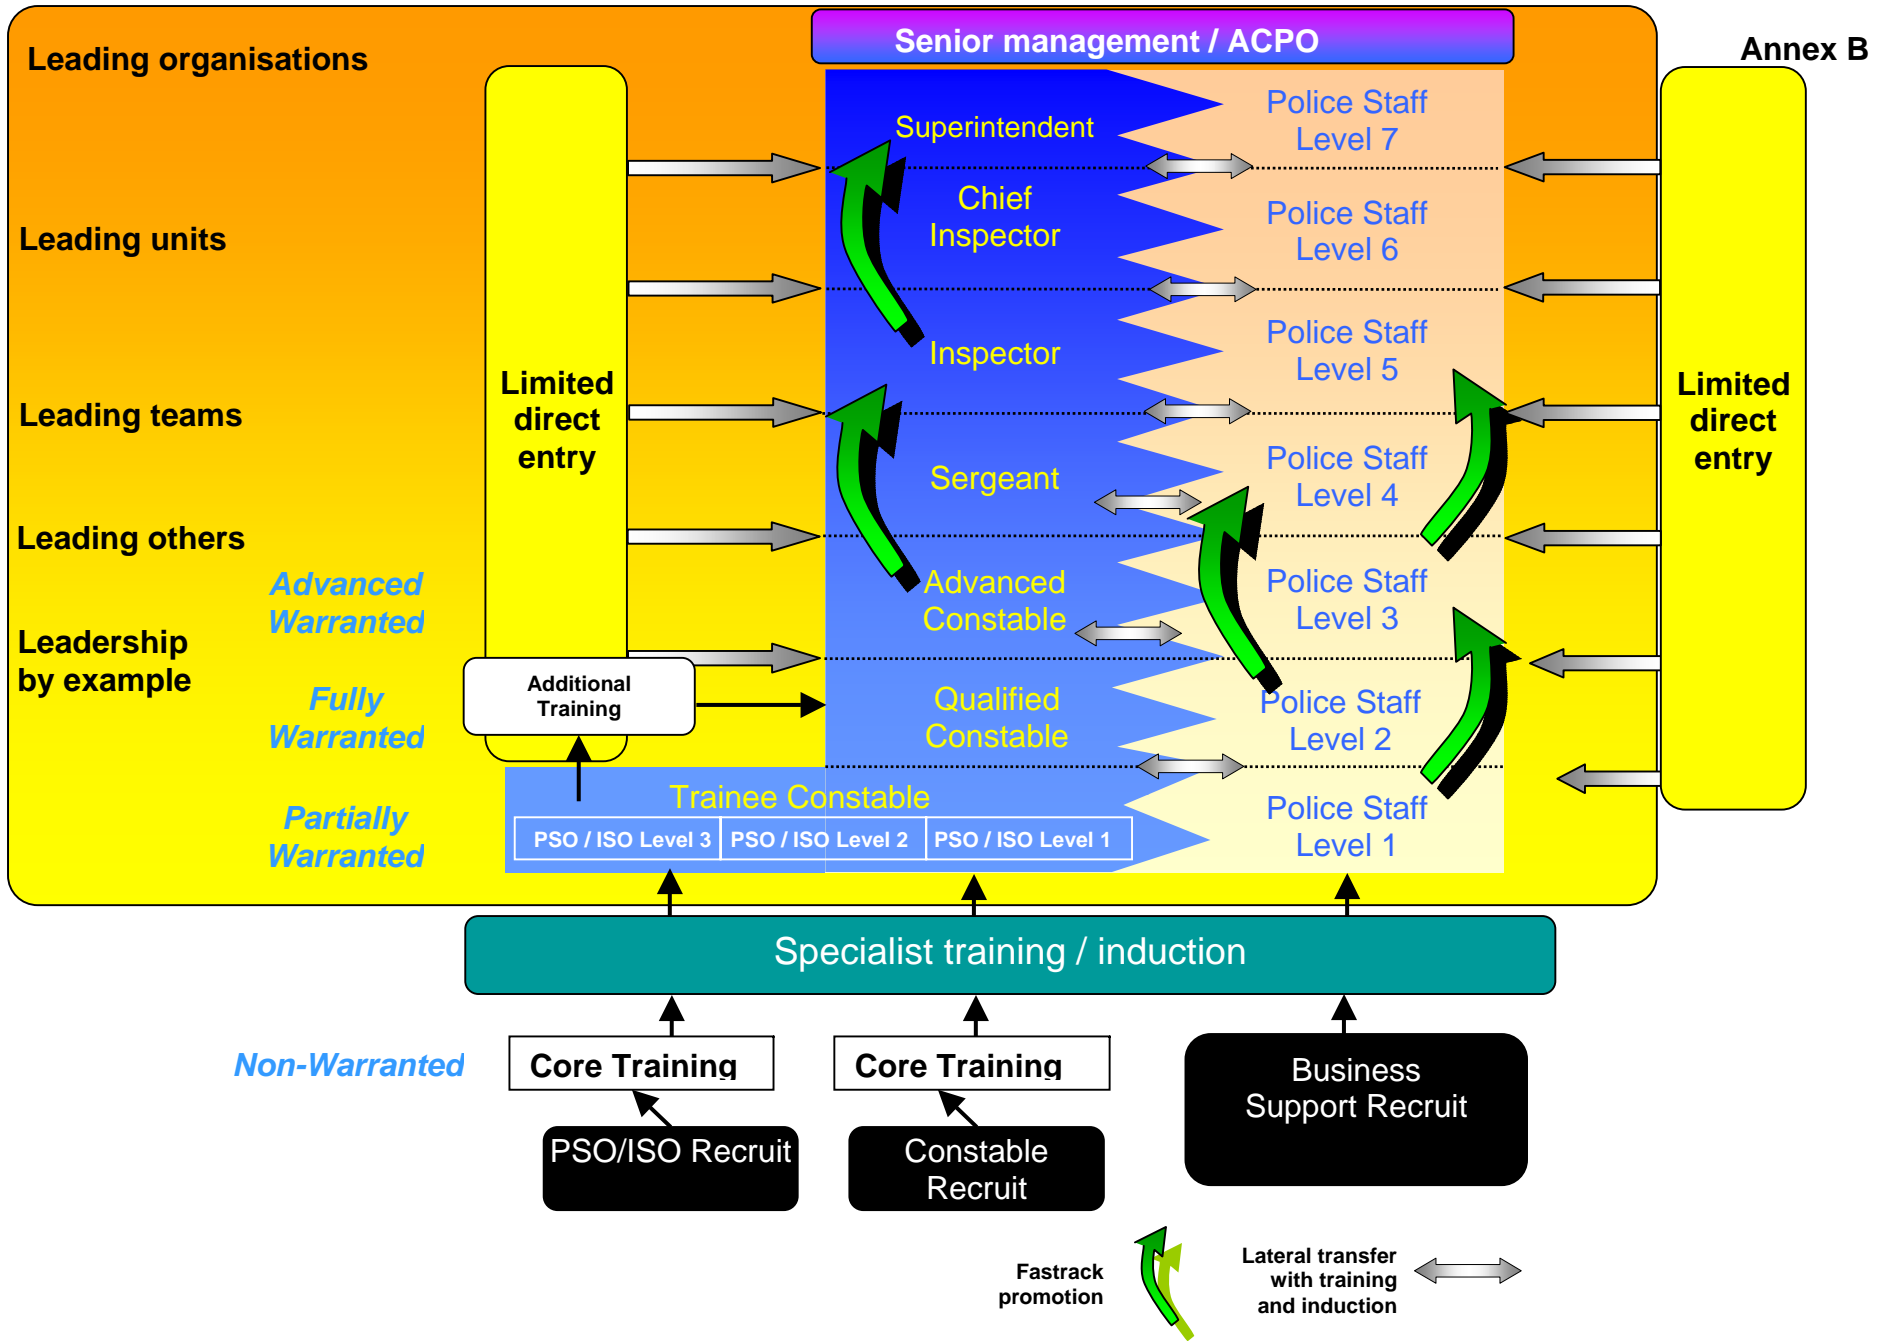 Senior management / ACPO
Annex B
Leading organisations
Leading units
Leading teams
Leading others
Advanced
Warranted
Leadership
by example
Fully
Warranted
Partially
Warranted
Limited
direct
entry
Additional
Training
Superintendent
Chief
Inspector
Inspector
Sergeant
Advanced
Constable
Qualified
Constable
Trainee Constable
PSO / ISO Level 3
PSO / ISO Level 2
PSO / ISO Level 1
Police Staff
Level 7
Police Staff
Level 6
Police Staff
Level 5
Police Staff
Level 4
Police Staff
Level 3
Police Staff
Level 2
Police Staff
Level 1
Limited
direct
entry
Specialist training / induction
Non-Warranted
Core Training
Core Training
Business
Support Recruit
PSO/ISO Recruit
Constable
Recruit
Fastrack
promotion
Lateral transfer
with training
and induction